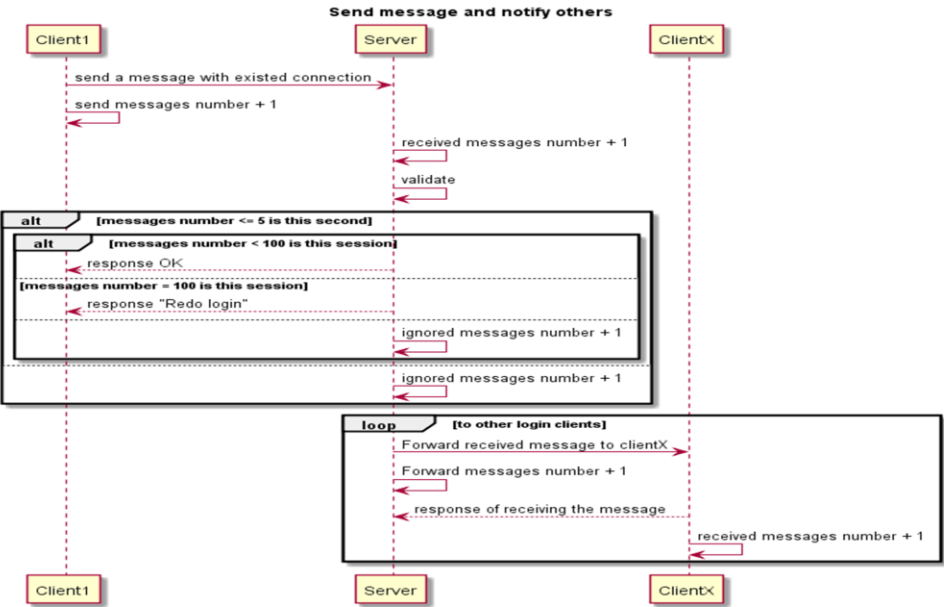 Send message and notify others
Client1 Server ClientX
send a message with existed connection
send messages number + 1
received messages number + 1
validate
alt [messages number <= 5 is this second]
alt [messages number < 100 is this session]
response OK
[messages number = 100 is this session]
response "Redo login"
ignored messages number + 1
ignored messages number + 1
loop [to other login clients]
Forward received message to clientX
Forward messages number + 1
response of receiving the message
received messages number + 1
Client1 Server ClientX